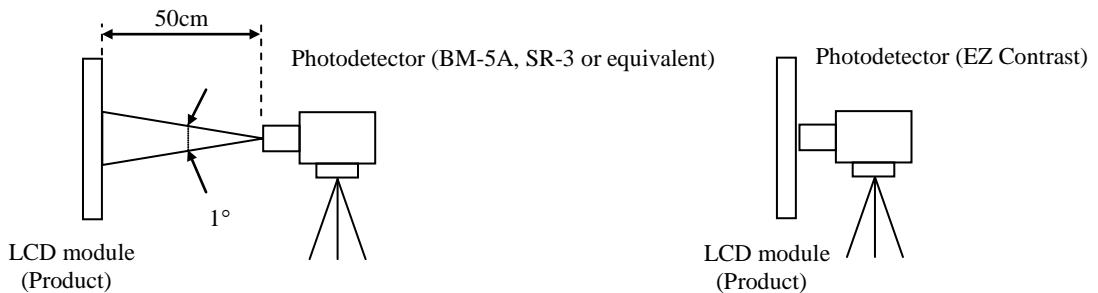 50cm
Photodetector (BM-5A, SR-3 or equivalent)
1°
LCD module
(Product)
Photodetector (EZ Contrast)
LCD module
(Product)